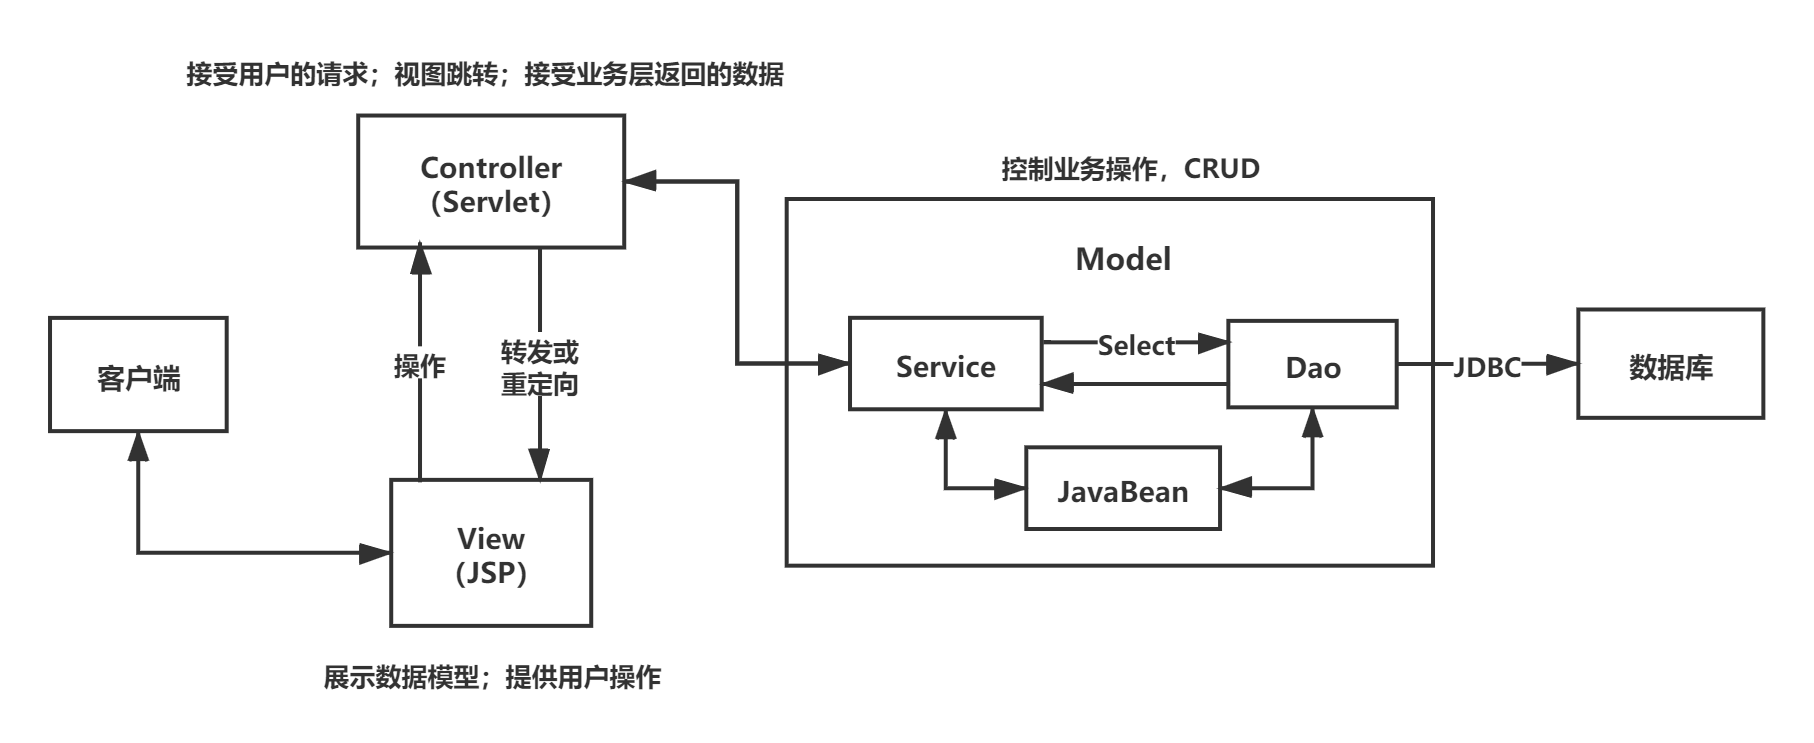 接受用户的请求；视图跳转；接受业务层返回的数据
Controller
（Servlet）
控制业务操作，CRUD
Model
客户端
操作
转发或
重定向
Service
Select
Dao
JDBC
数据库
JavaBean
View
（JSP）
展示数据模型；提供用户操作